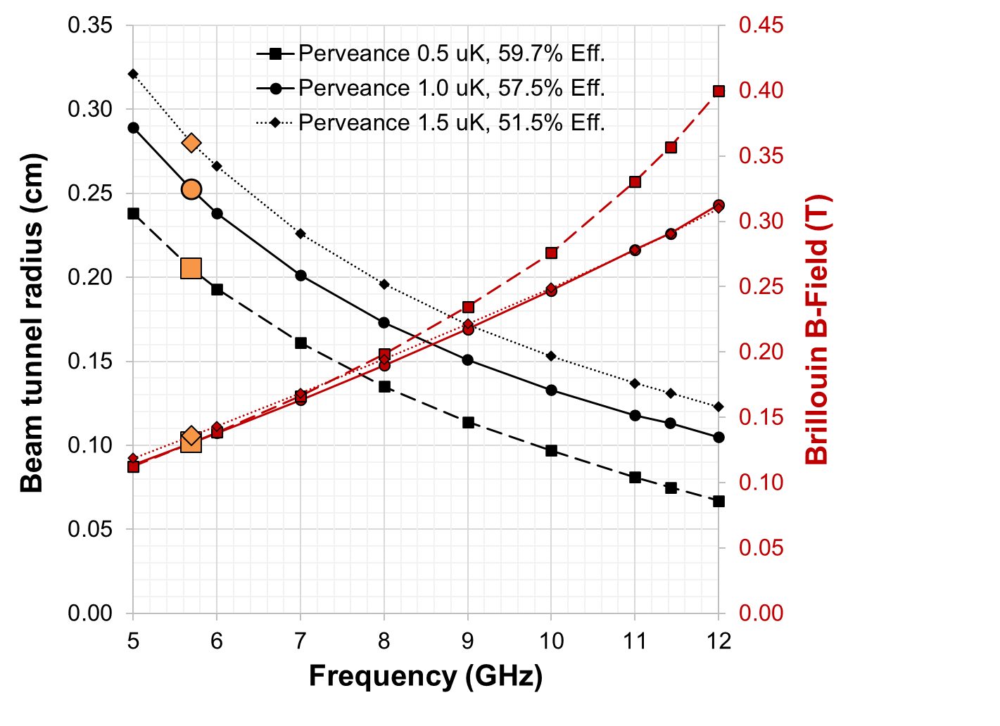 Perveance 0.5 uK, 59.7% Eff.
Perveance 1.0 uK, 57.5% Eff.
Perveance 1.5 uK, 51.5% Eff.
Beam tunnel radius (cm)
0.35
0.30
0.25
0.20
0.15
0.10
0.05
0.00
0.45
0.40
0.35
0.30
0.25
0.20
0.15
0.10
0.05
0.00
Brillouin B-Field (T)
5 6 7 8 9 10 11 12
Frequency (GHz)